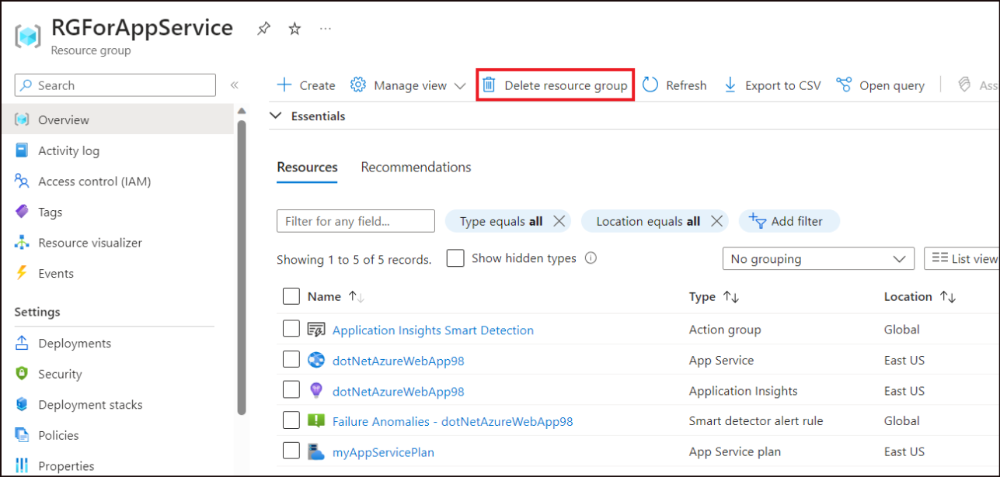 RGForAppService
Resource group
Search
Create Manage view Delete resource group Refresh Export to CSV Open query
Overview
Activity log
Access control (IAM)
Tags
Resource visualizer
Events
Settings
Deployments
Security
Deployment stacks
Policies
Properties
Essentials
Resources Recommendations
Filter for any field... Type equals all Location equals all Add filter
Showing 1 to 5 of 5 records. Show hidden types No grouping List view
Name Type Location
Application Insights Smart Detection Action group Global
dotNetAzureWebApp98 App Service East US
dotNetAzureWebApp98 Application Insights East US
Failure Anomalies - dotNetAzureWebApp98 Smart detector alert rule Global
myAppServicePlan App Service plan East US